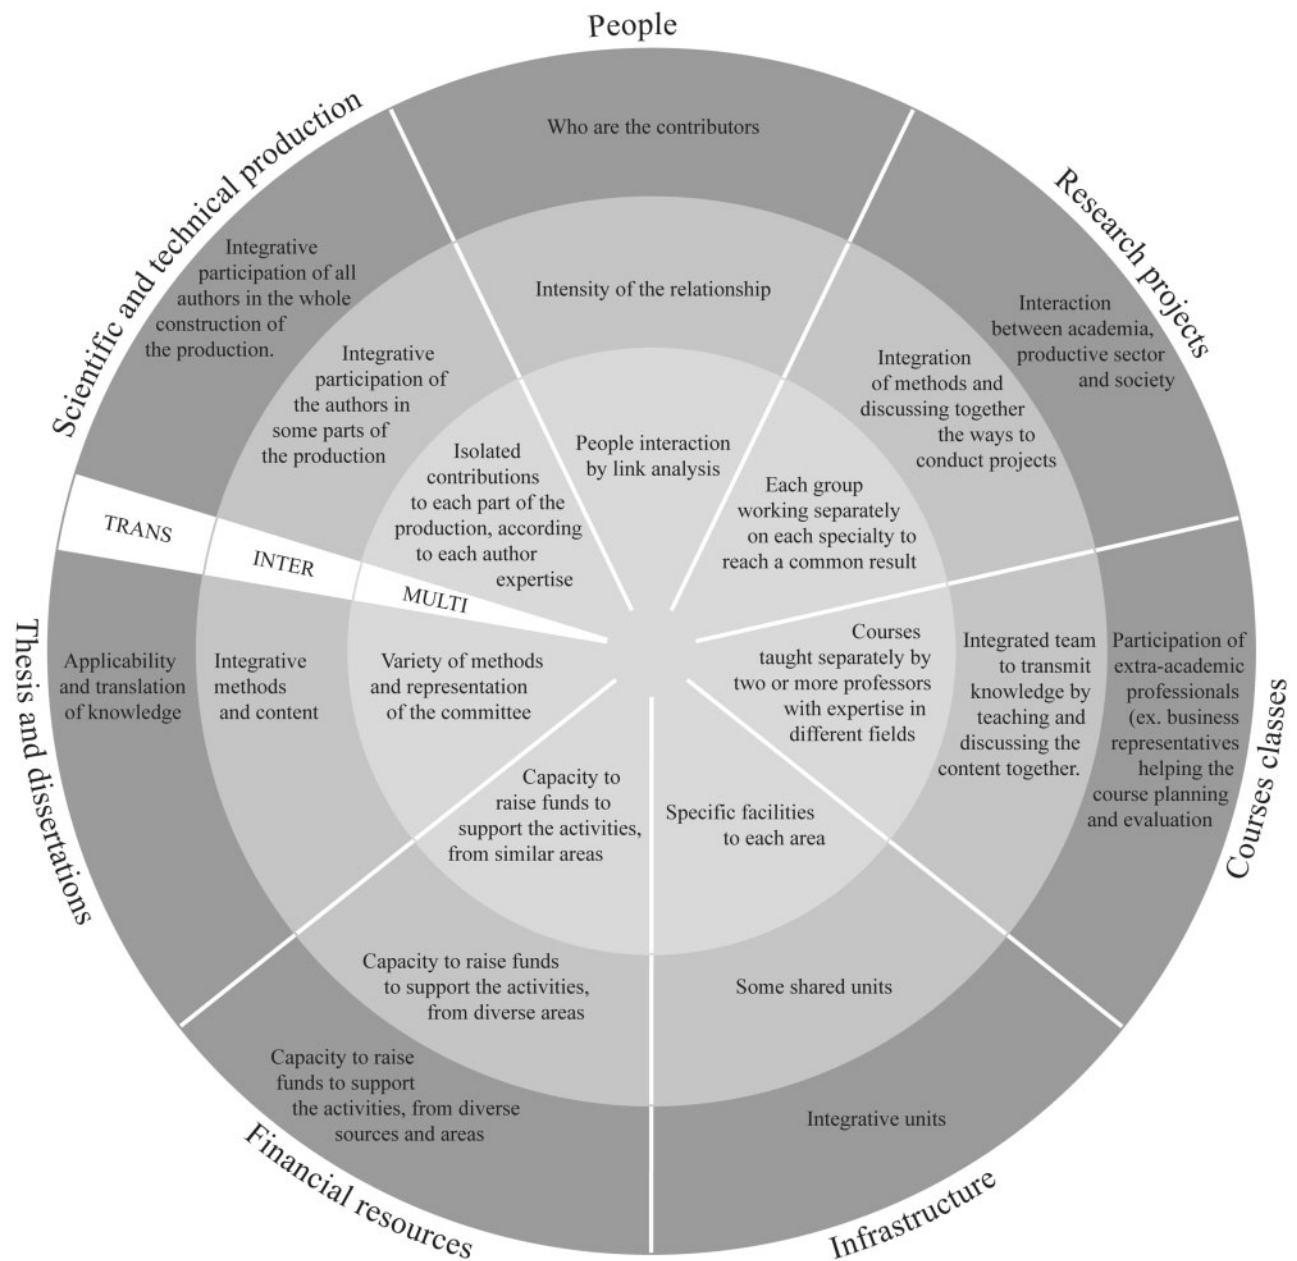 People
Who are the contributors
Intensity of the relationship
People interaction
by link analysis
Research projects
Interaction
between academia,
productive sector
and society
Integration
of methods and
discussing together
the ways to
conduct projects
Each group
working separately
on each specialty to
reach a common result
Courses classes
Participation of
extra-academic
professionals
(ex. business
representatives
helping the
course planning
and evaluation
Integrated team
to transmit
knowledge by
teaching and
discussing the
content together.
Courses
taught separately by
two or more professors
with expertise in
different fields
Infrastructure
Integrative units
Some shared units
Specific facilities
to each area
Financial resources
Capacity to raise
funds to support
the activities, from diverse
sources and areas
Capacity to raise funds
to support the activities,
from diverse areas
Capacity to
raise funds to
support the activities,
from similar areas
Thesis and dissertations
Applicability
and translation
of knowledge
Integrative
methods
and content
Variety of methods
and representation
of the committee
TRANS
INTER
MULTI
Scientific and technical production
Integrative
participation of all
authors in the whole
construction of
the production.
Integrative
participation of
the authors in
some parts of
the production
Isolated
contributions
to each part of the
production, according
to each author
expertise